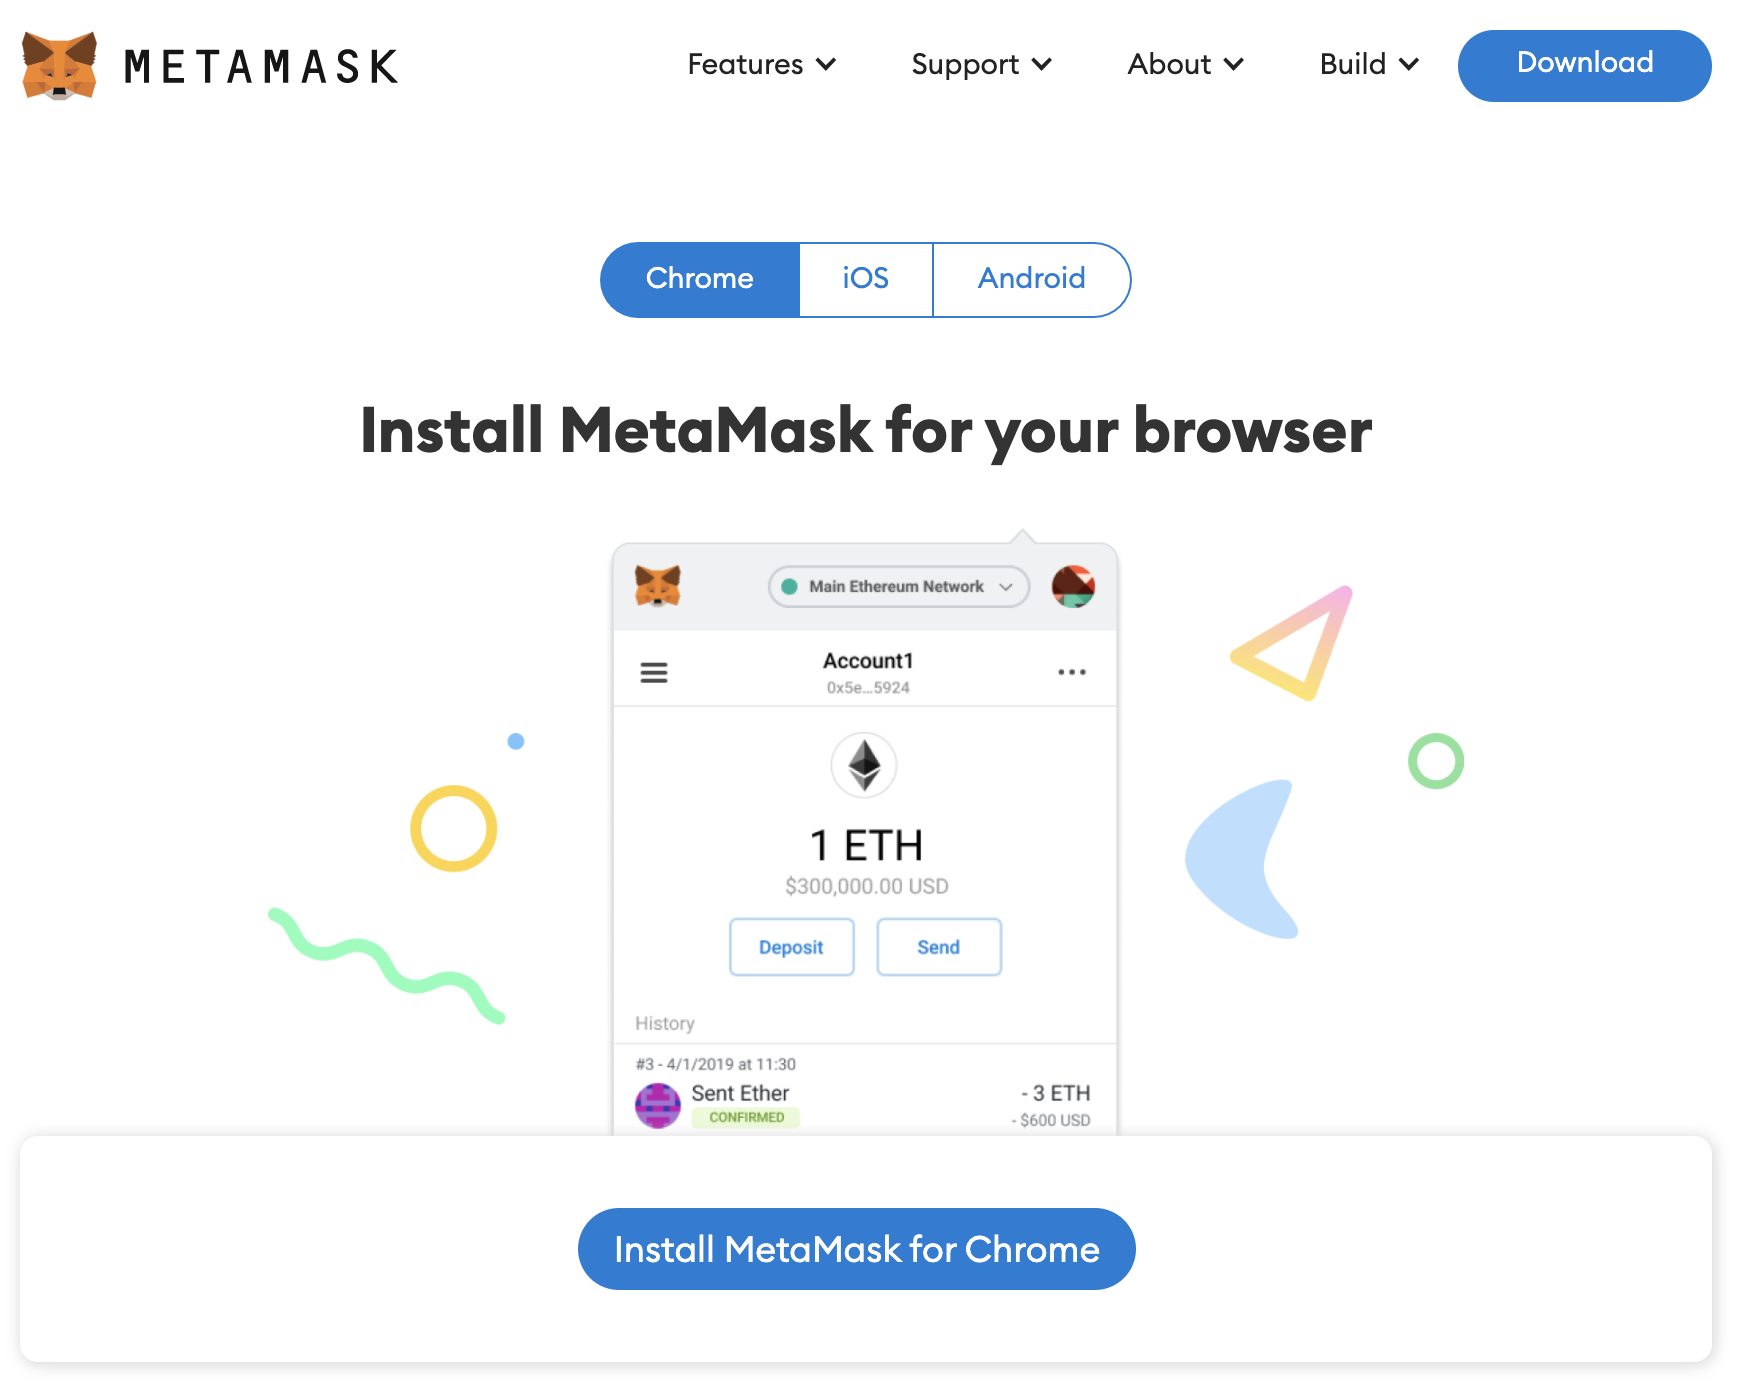 METAMASK
Features
Support
About
Build
Download
Chrome
iOS
Android
Install MetaMask for your browser
Main Ethereum Network
Account1
0x5e...5924
1 ETH
$300,000.00 USD
Deposit
Send
History
#3 - 4/1/2019 at 11:30
Sent Ether
- 3 ETH
CONFIRMED
- $600 USD
Install MetaMask for Chrome